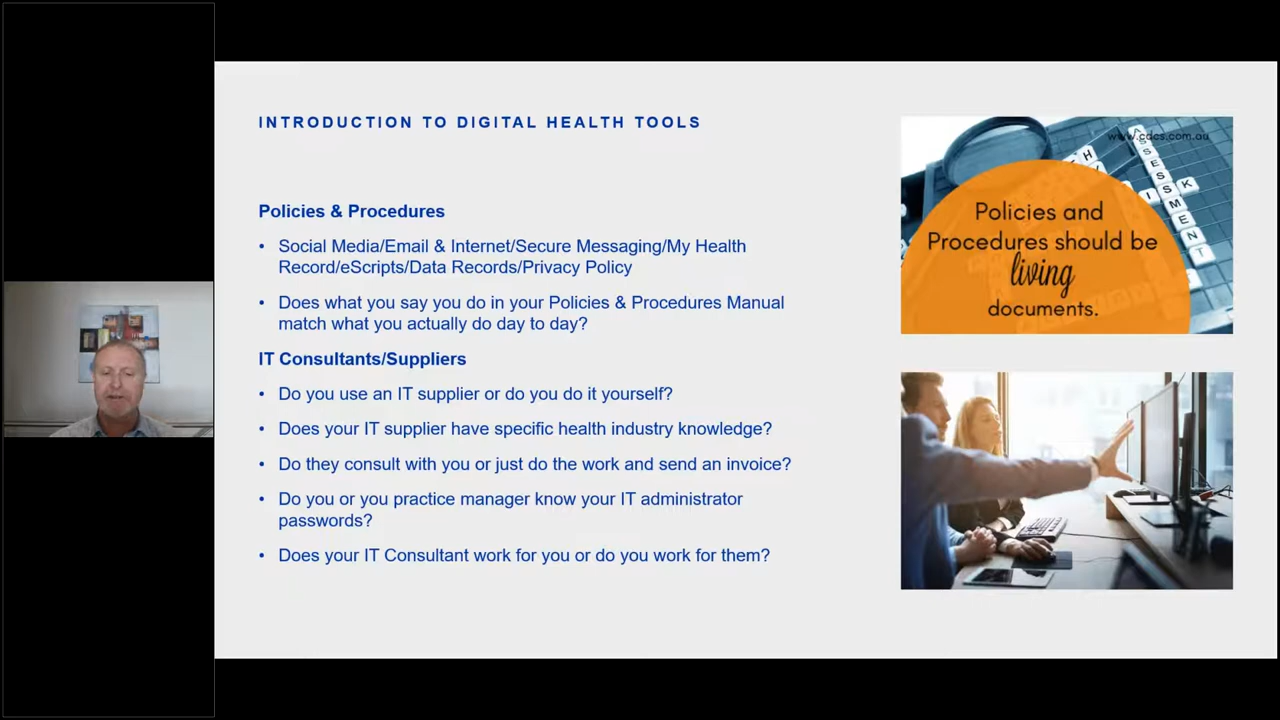 INTRODUCTION TO DIGITAL HEALTH TOOLS
Policies & Procedures
• Social Media/Email & Internet/Secure Messaging/My Health
Record/eScripts/Data Records/Privacy Policy
• Does what you say you do in your Policies & Procedures Manual
match what you actually do day to day?
IT Consultants/Suppliers
• Do you use an IT supplier or do you do it yourself?
• Does your IT supplier have specific health industry knowledge?
• Do they consult with you or just do the work and send an invoice?
• Do you or you practice manager know your IT administrator
passwords?
• Does your IT Consultant work for you or do you work for them?
www.cdcs.com.au
Policies and
Procedures should be
living
documents.